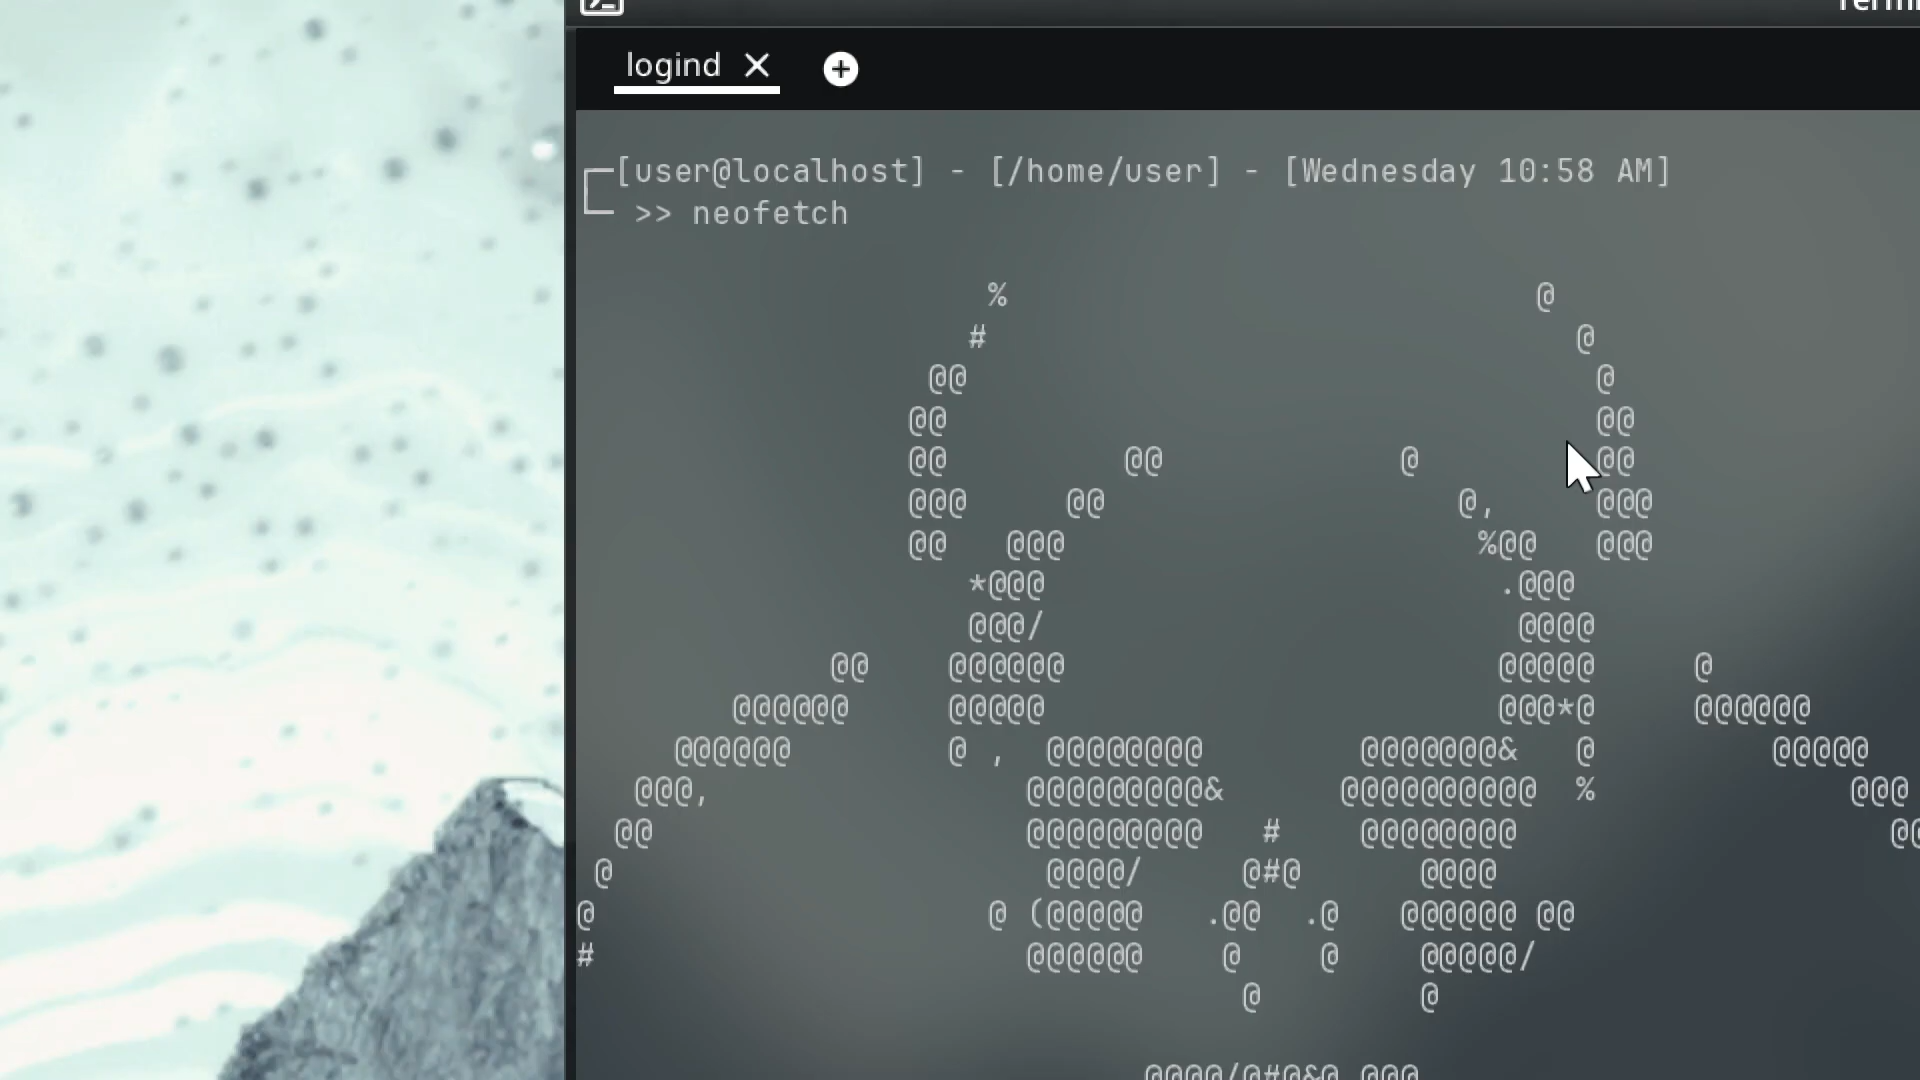 logind
[user@localhost] - [/home/user] - [Wednesday 10:58 AM]
>> neofetch
% @
# @
@@ @
@@ @@
@@ @@ @ @@
@@@ @@ @, @@@
@@ @@@ %@@ @@@
*@@@ .@@@
@@@/ @@@@
@@ @@@@@@ @@@@@ @
@@@@@@ @@@@@ @@@*@ @@@@@@
@@@@@@ @ , @@@@@@@@ @@@@@@@& @ @@@@@
@@@, @@@@@@@@@& @@@@@@@@@@ % @@@
@@ @@@@@@@@@ # @@@@@@@@ @@
@ @@@@/ @#@ @@@@
@ @ (@@@@@ .@@ .@ @@@@@@ @@
# @@@@@@ @ @ @@@@@/
@ @
@@@@/@#@&@ @@@